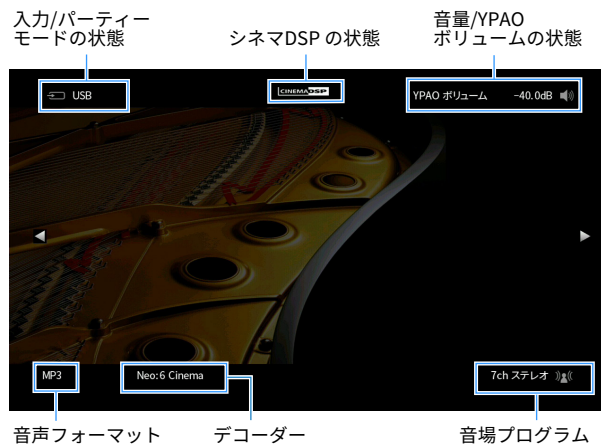 入力/パーティー
モードの状態
シネマDSP の状態
音量/YPAO
ボリュームの状態
USB
CINEMA DSP
YPAO ボリューム -40.0dB
MP3
Neo:6 Cinema
7ch ステレオ
音声フォーマット
デコーダー
音場プログラム